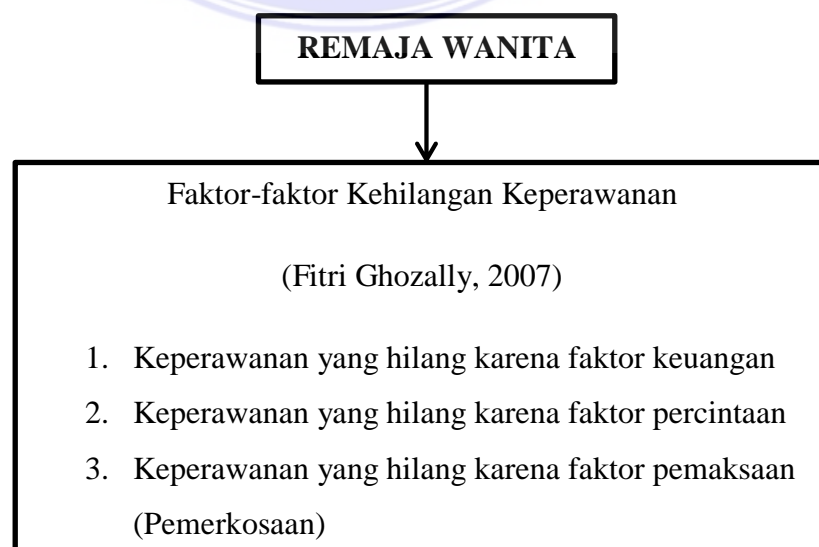 REMAJA WANITA
Faktor-faktor Kehilangan Keperawanan
(Fitri Ghozally, 2007)
1. Keperawanan yang hilang karena faktor keuangan
2. Keperawanan yang hilang karena faktor percintaan
3. Keperawanan yang hilang karena faktor pemaksaan
(Pemerkosaan)